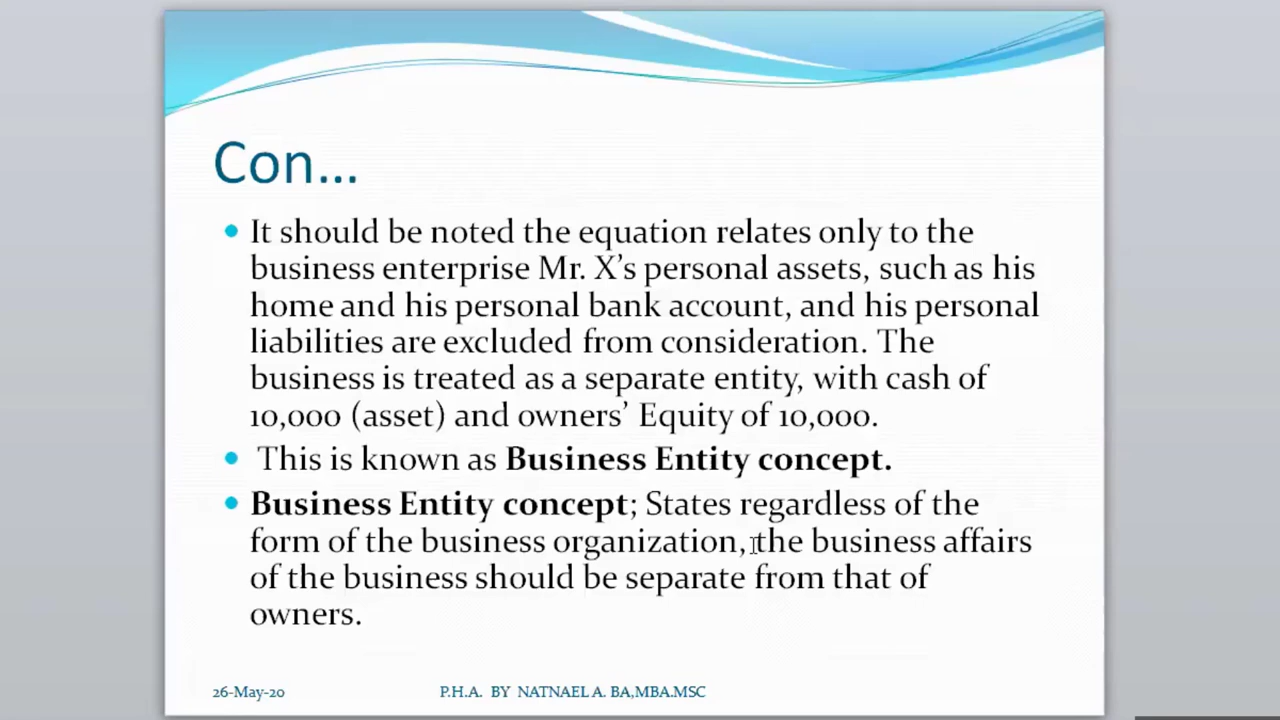 Con...
It should be noted the equation relates only to the
business enterprise Mr. X's personal assets, such as his
home and his personal bank account, and his personal
liabilities are excluded from consideration. The
business is treated as a separate entity, with cash of
10,000 (asset) and owners' Equity of 10,000.
This is known as Business Entity concept.
Business Entity concept; States regardless of the
form of the business organization, the business affairs
of the business should be separate from that of
owners.
26-May-20 P.H.A. BY NATNAEL A. BA,MBA.MSC